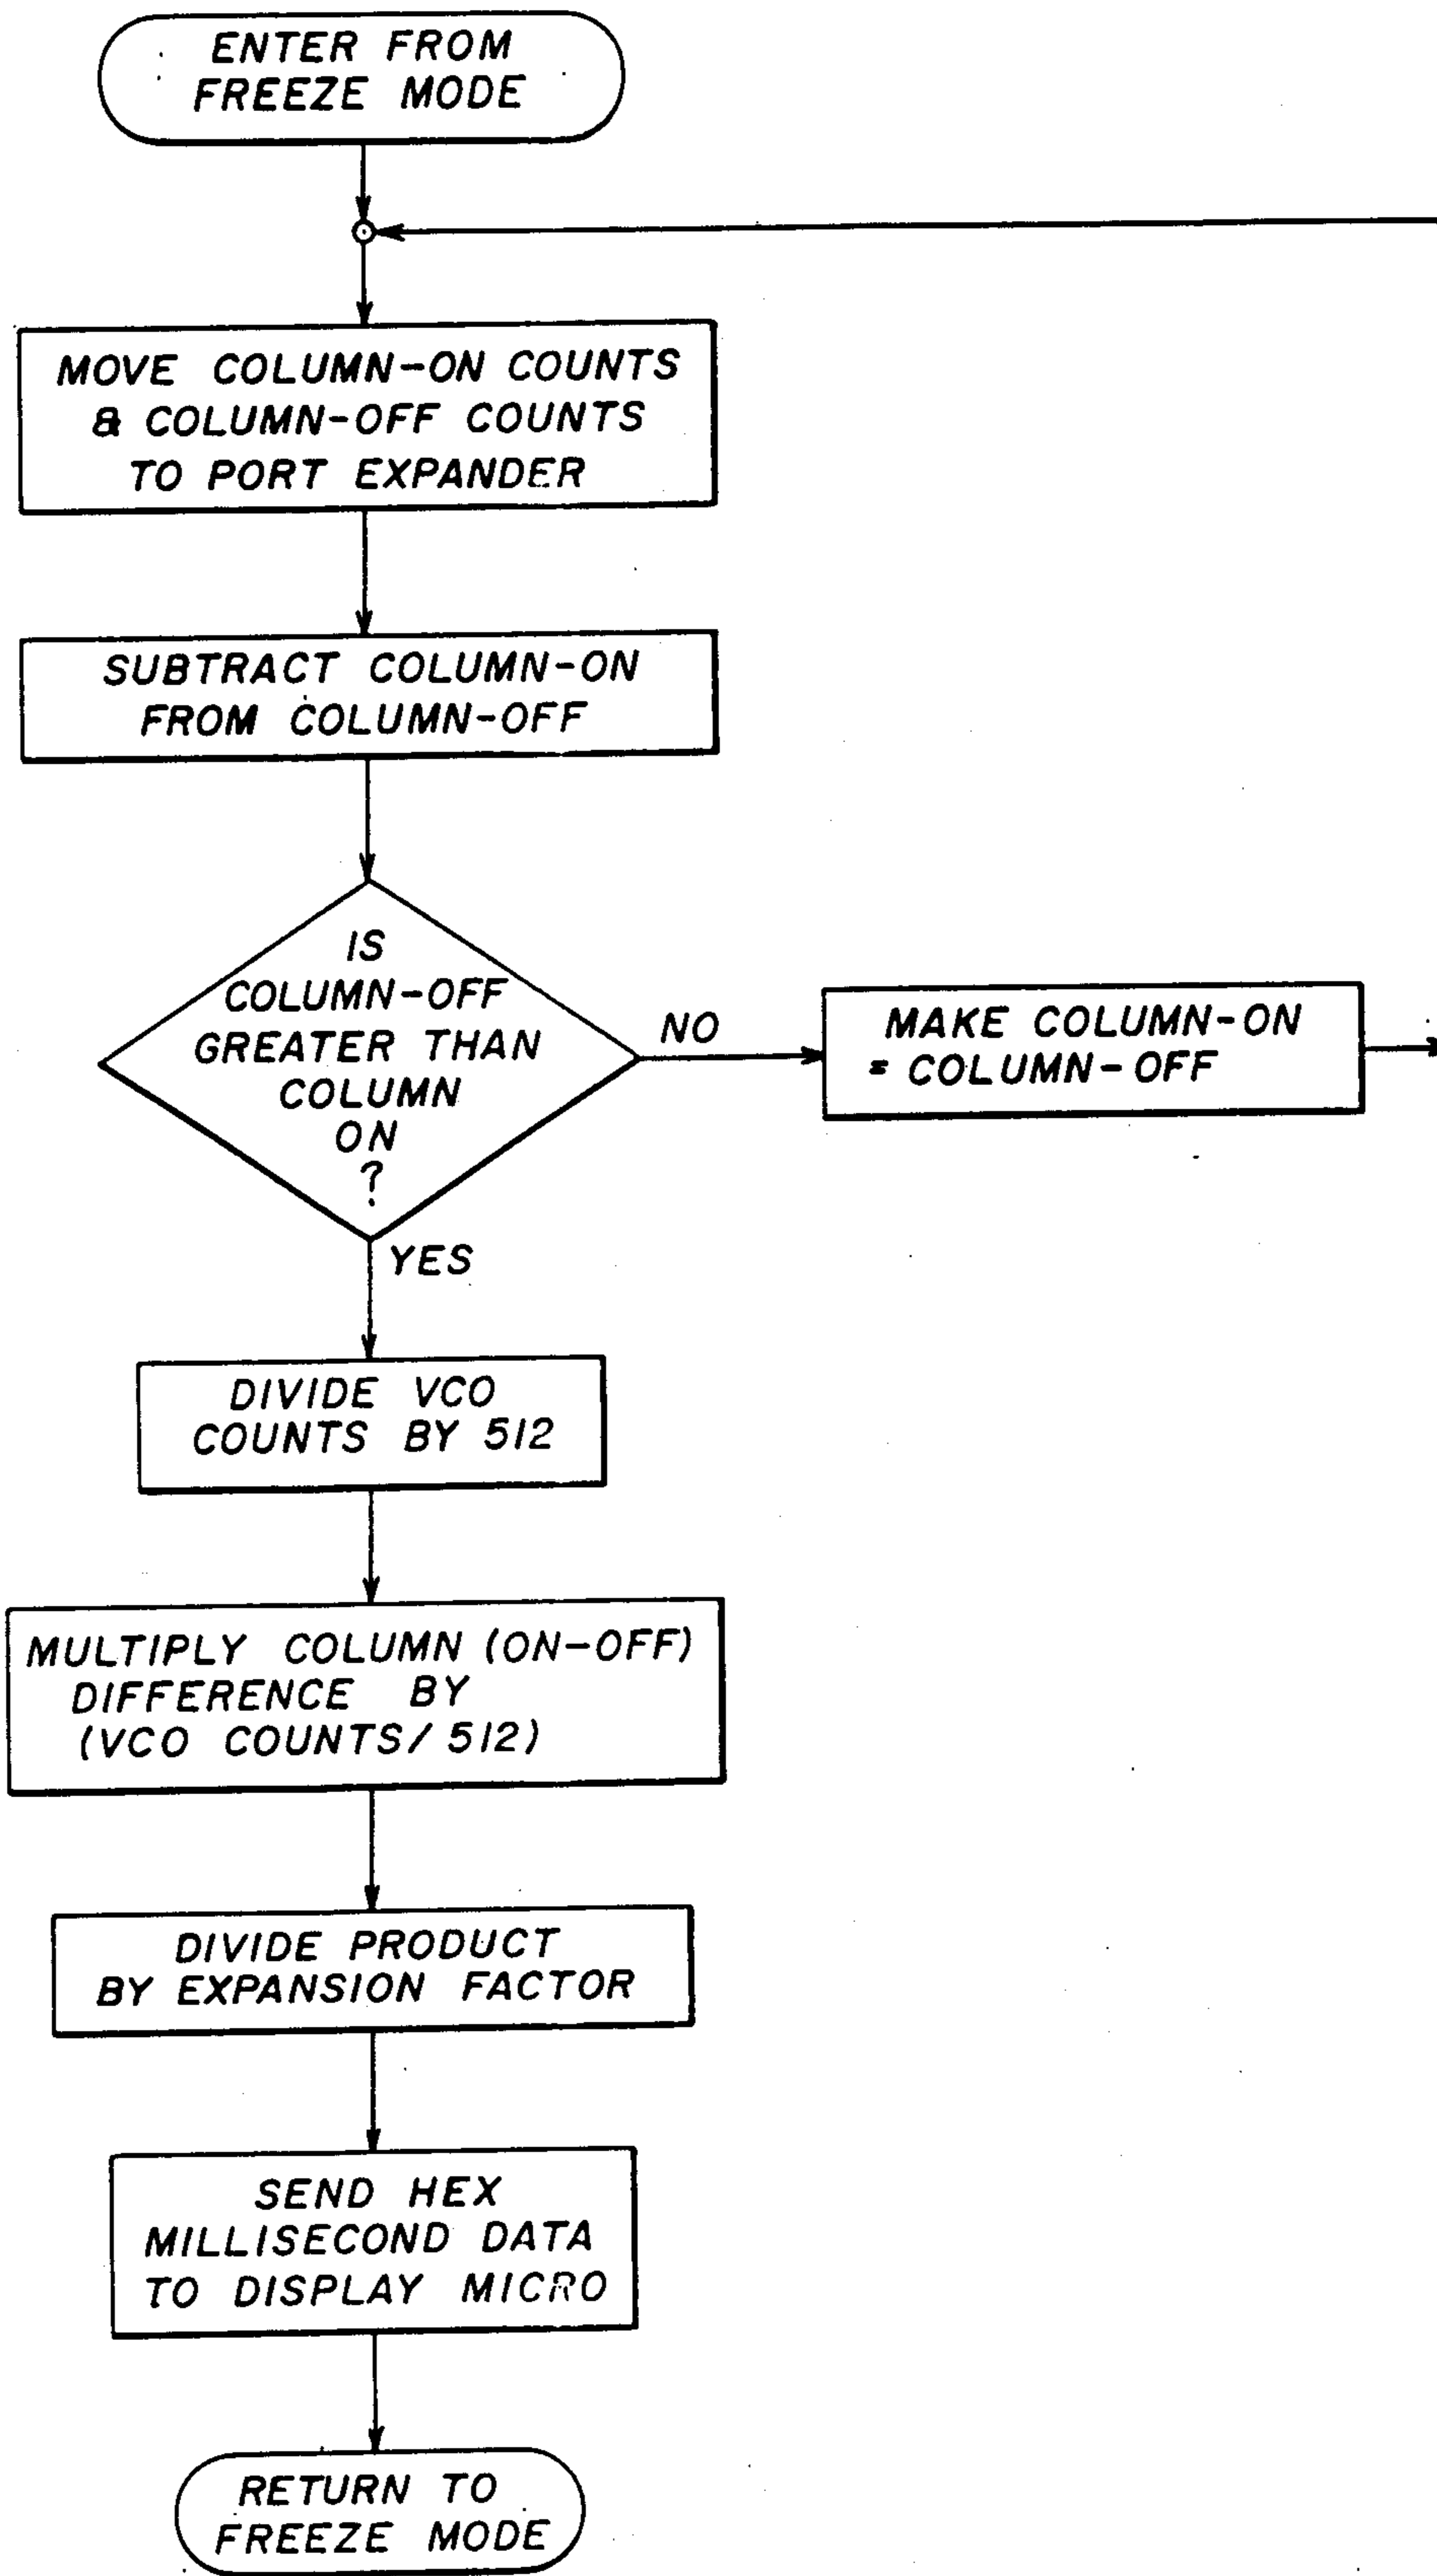 ENTER FROM
FREEZE MODE
MOVE COLUMN-ON COUNTS
& COLUMN-OFF COUNTS
TO PORT EXPANDER
SUBTRACT COLUMN-ON
FROM COLUMN-OFF
IS
COLUMN-OFF
GREATER THAN
COLUMN
ON
?
NO
MAKE COLUMN-ON
= COLUMN-OFF
YES
DIVIDE VCO
COUNTS BY 512
MULTIPLY COLUMN (ON-OFF)
DIFFERENCE BY
(VCO COUNTS/512)
DIVIDE PRODUCT
BY EXPANSION FACTOR
SEND HEX
MILLISECOND DATA
TO DISPLAY MICRO
RETURN TO
FREEZE MODE